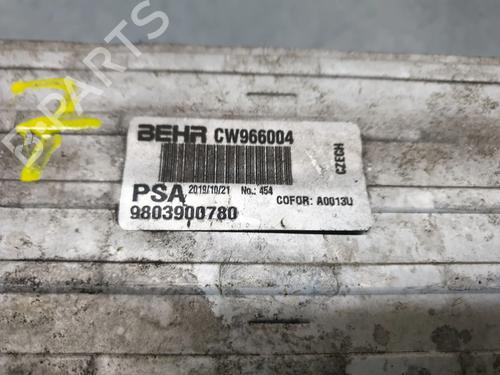 BEHR CW966004
PSA 2019/10/21 No.: 454
COFOR: A0013U
9803900780
CZECH
B-PARTS